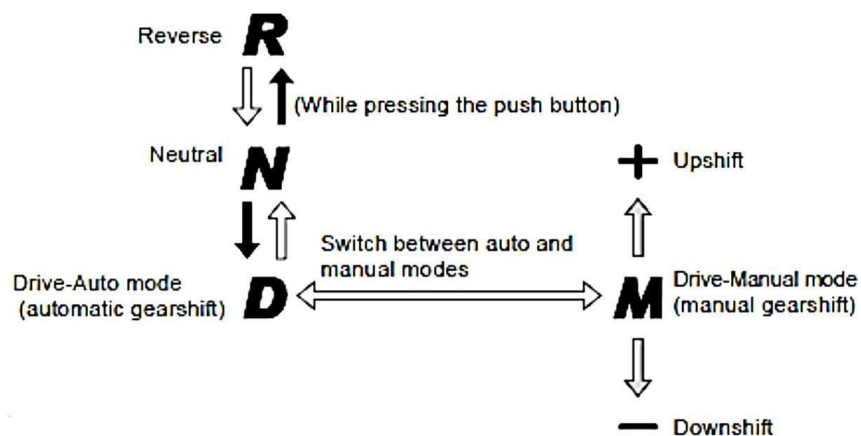 Reverse R
(While pressing the push button)
Neutral N
+ Upshift
Switch between auto and
manual modes
Drive-Auto mode
(automatic gearshift) D
M Drive-Manual mode
(manual gearshift)
− Downshift